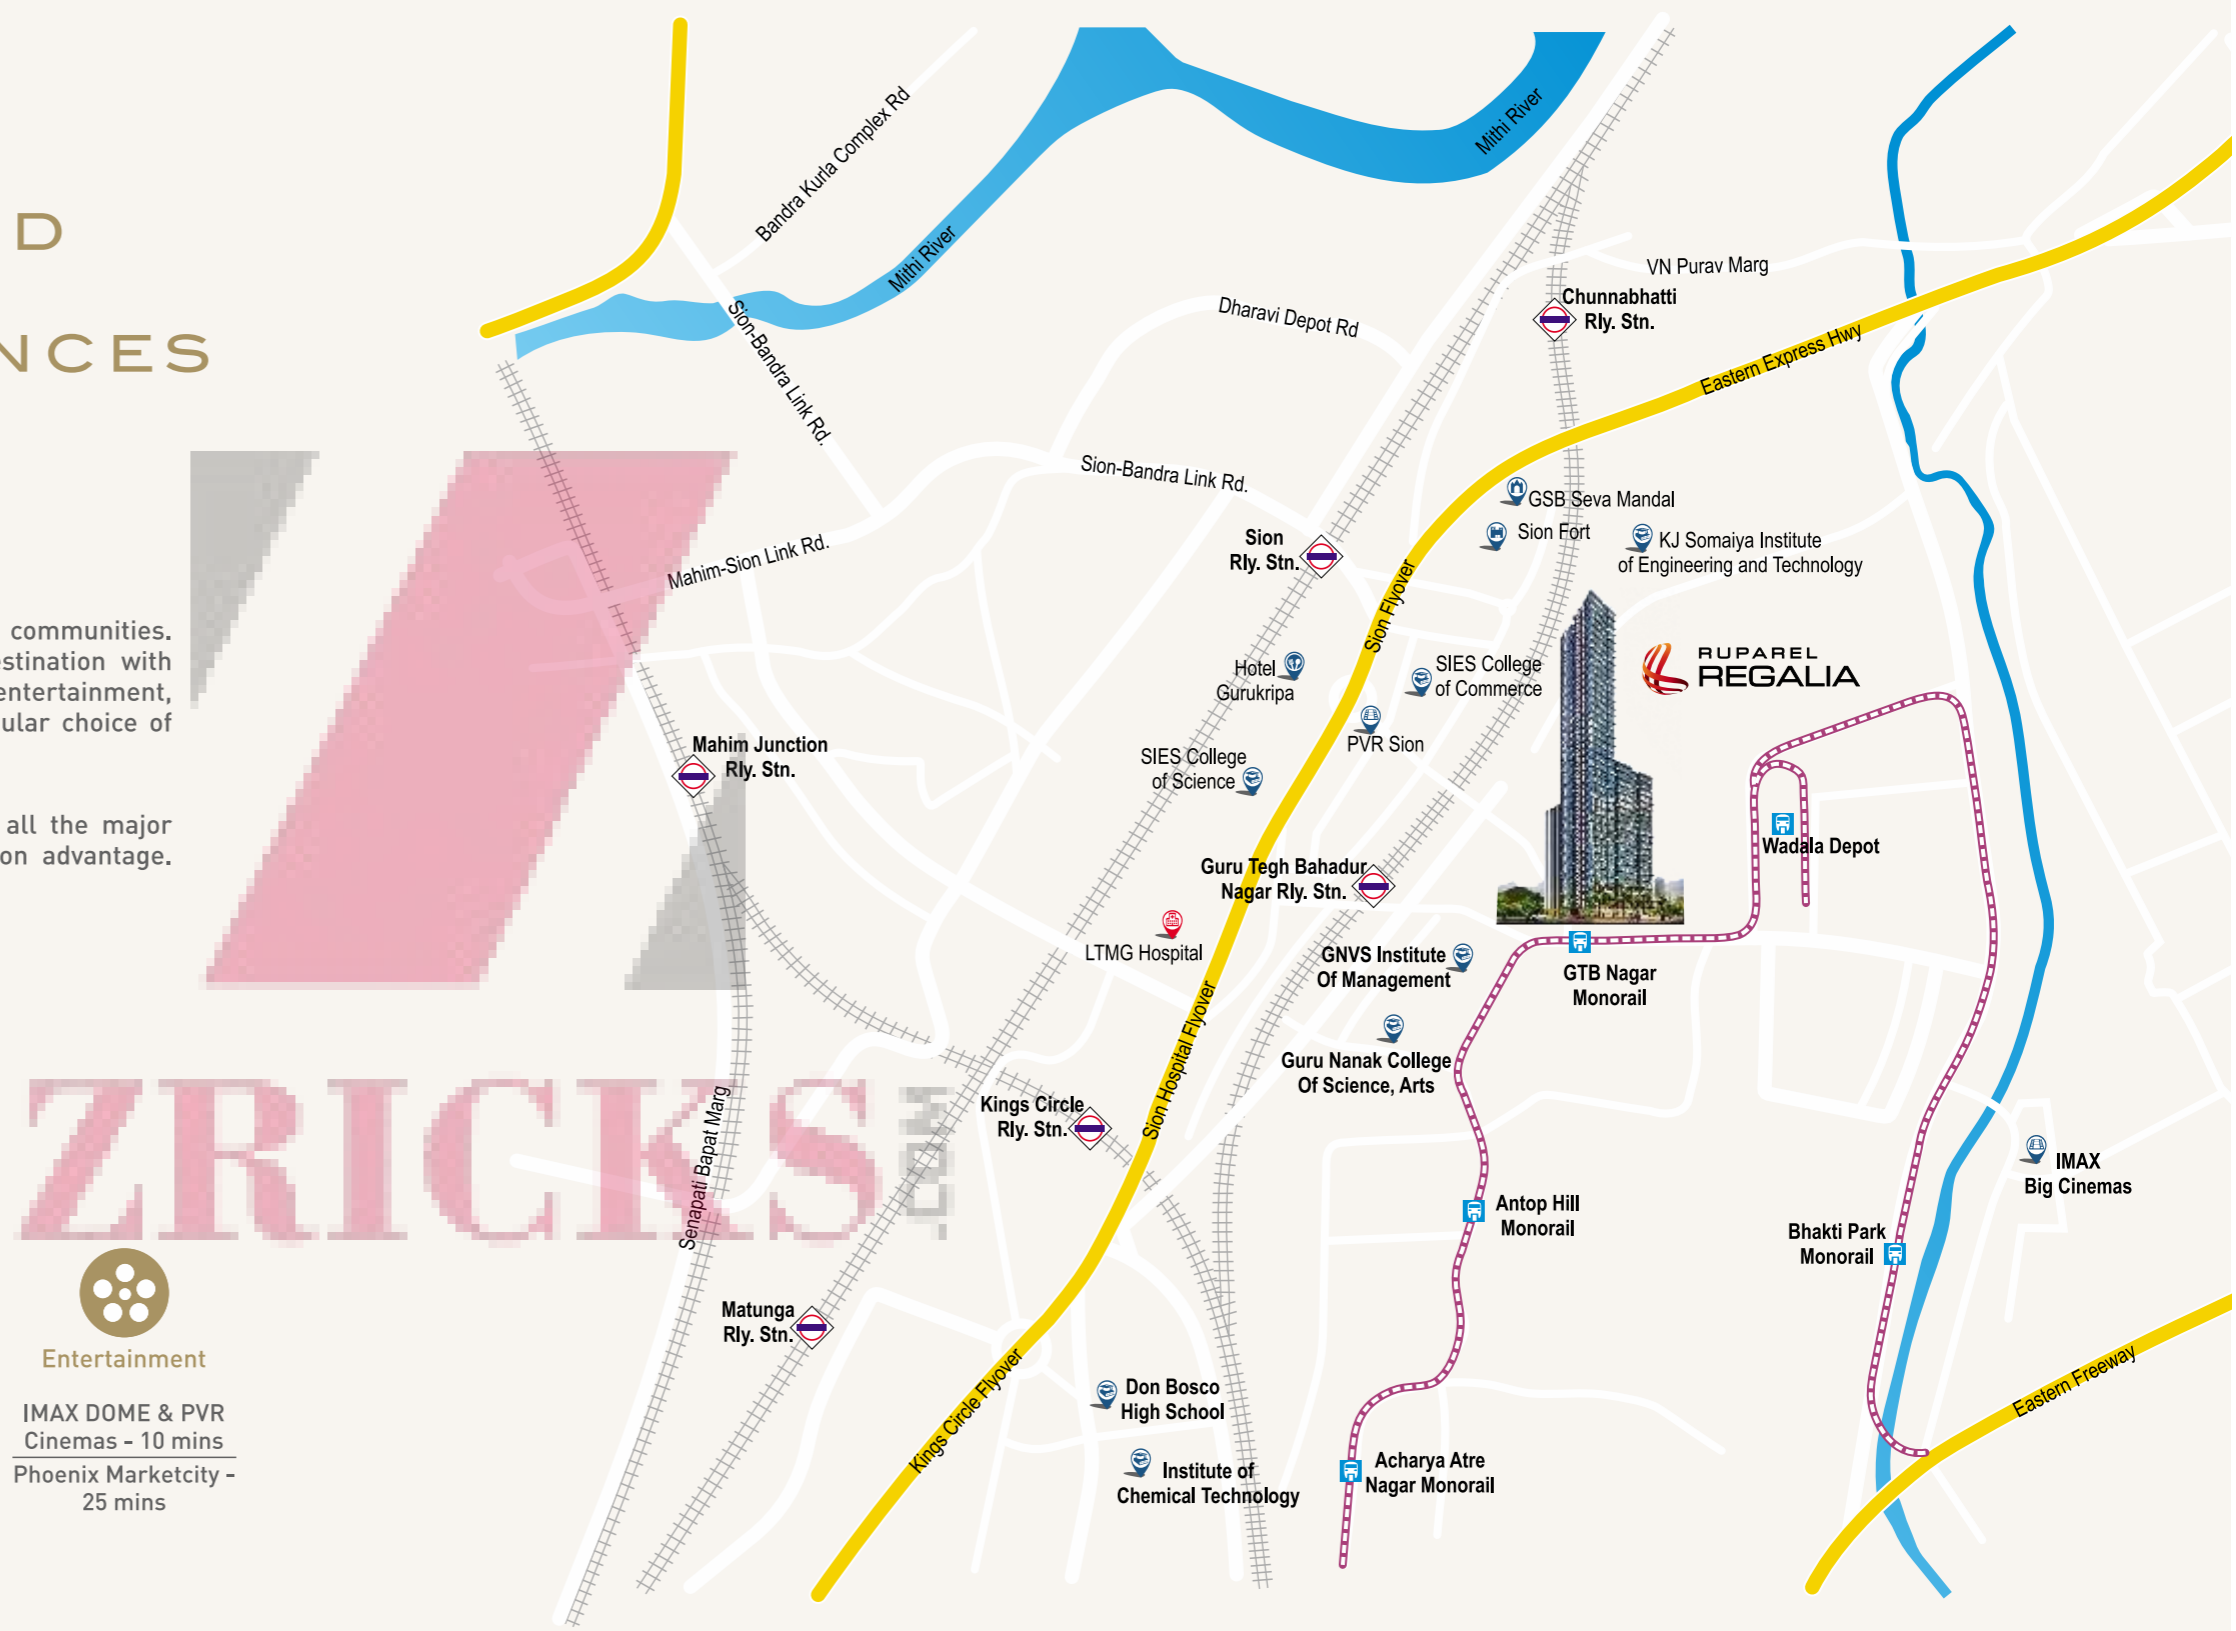 D
NCES
communities.
estination with
entertainment,
ular choice of
all the major
on advantage.
ZRICKS
.COM
Entertainment
IMAX DOME & PVR
Cinemas - 10 mins
Phoenix Marketcity -
25 mins
Bandra Kurla Complex Rd
Mithi River
Mithi River
Sion-Bandra Link Rd.
Dharavi Depot Rd
VN Purav Marg
Chunnabhatti
Rly. Stn.
Eastern Express Hwy
Sion-Bandra Link Rd.
GSB Seva Mandal
Sion Fort
KJ Somaiya Institute
of Engineering and Technology
Sion
Rly. Stn.
Mahim-Sion Link Rd.
Sion Flyover
RUPAREL
REGALIA
Hotel
Gurukripa
SIES College
of Commerce
PVR Sion
Mahim Junction
Rly. Stn.
SIES College
of Science
Wadala Depot
Guru Tegh Bahadur
Nagar Rly. Stn.
LTMG Hospital
GNVS Institute
Of Management
GTB Nagar
Monorail
Sion Hospital Flyover
Guru Nanak College
Of Science, Arts
Kings Circle
Rly. Stn.
Senapati Bapat Marg
IMAX
Big Cinemas
Antop Hill
Monorail
Bhakti Park
Monorail
Matunga
Rly. Stn.
Kings Circle Flyover
Don Bosco
High School
Eastern Freeway
Institute of
Chemical Technology
Acharya Atre
Nagar Monorail